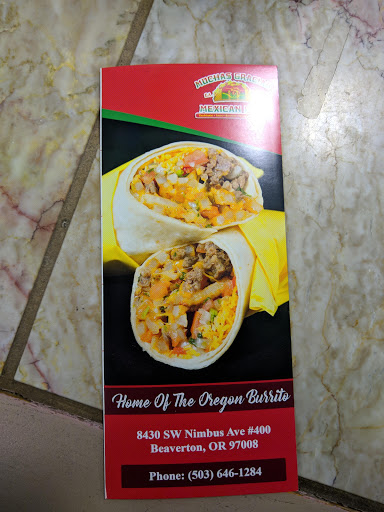 MUCHAS GRACIAS
MEXICAN
Home Of The Oregon Burrito
8430 SW Nimbus Ave #400
Beaverton, OR 97008
Phone: (503) 646-1284